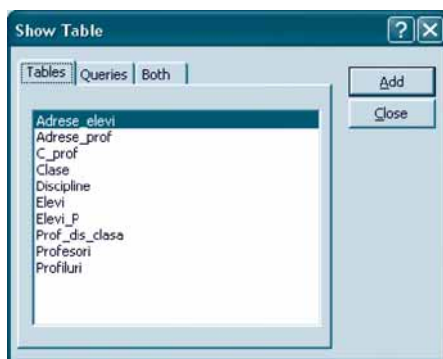 Show Table
Tables Queries Both
Add
Close
Adrese_elevi
Adrese_prof
C_prof
Clase
Discipline
Elevi
Elevi_P
Prof_dis_clasa
Profesori
Profiluri